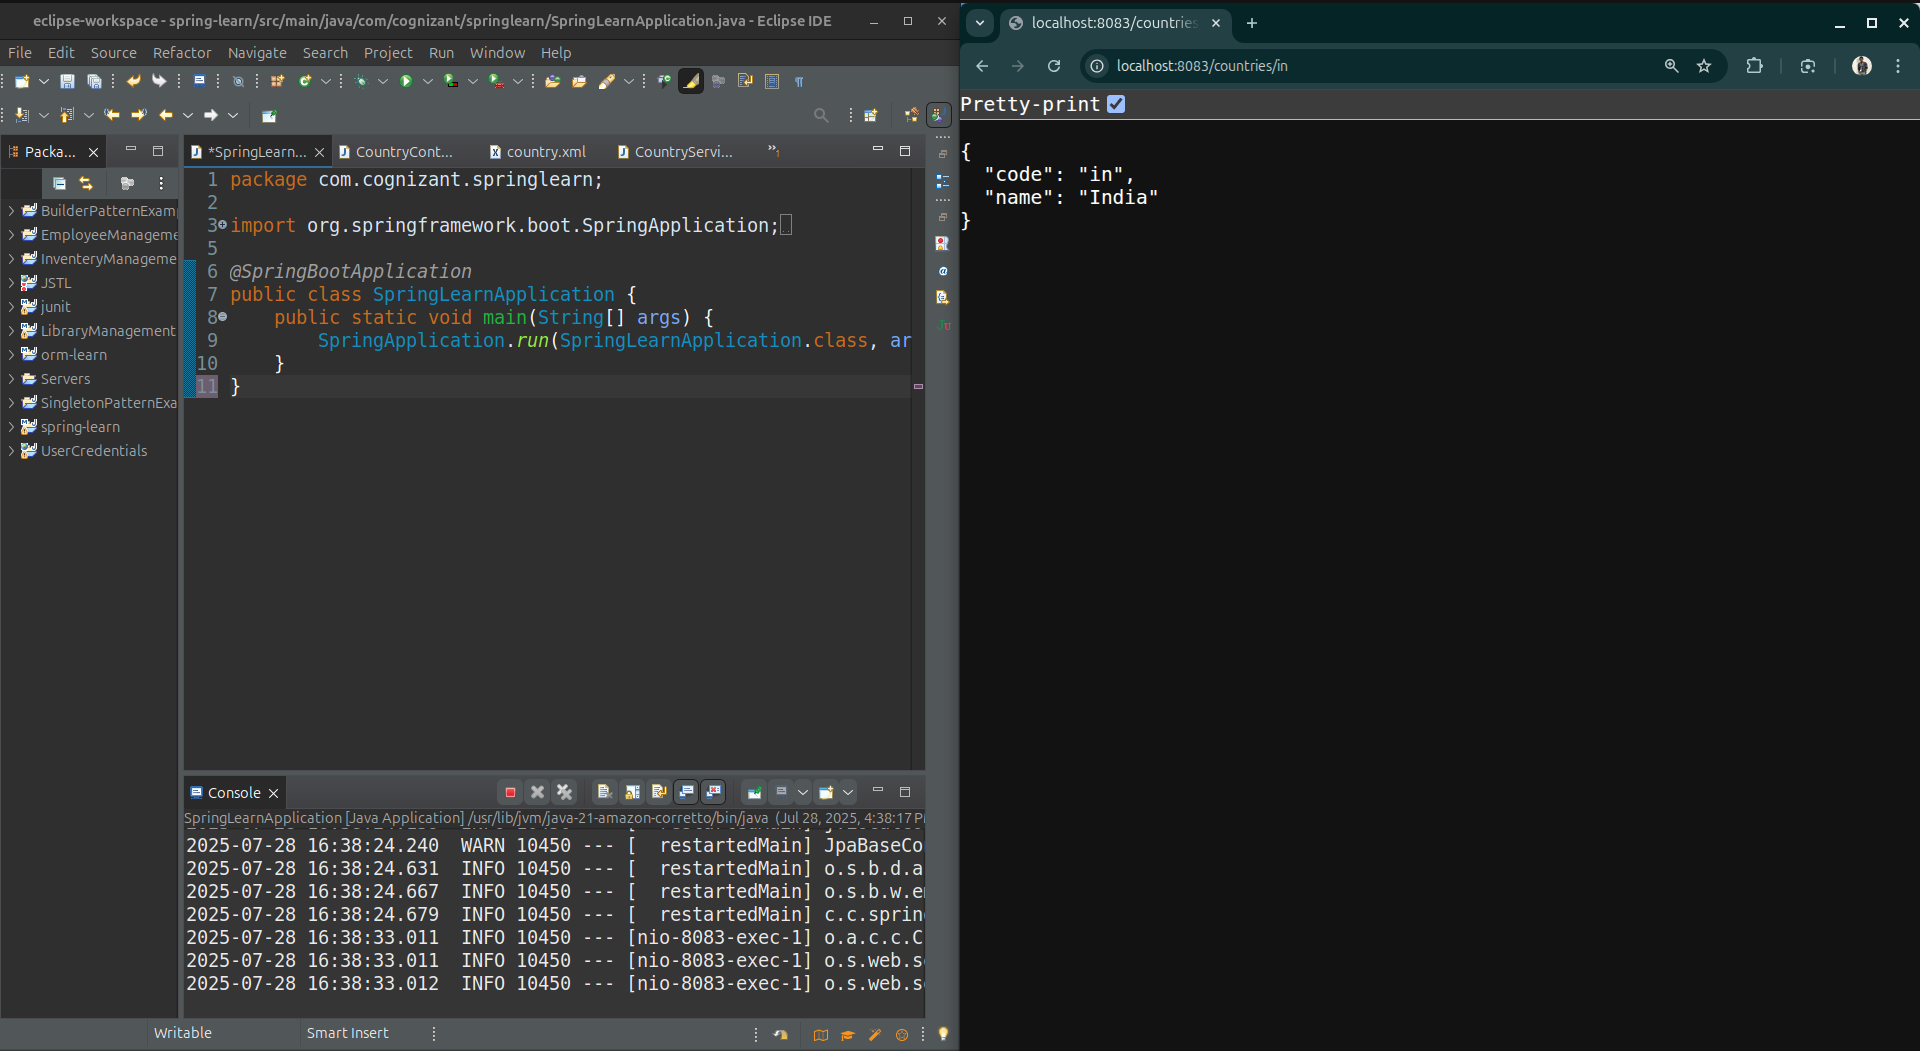 eclipse-workspace - spring-learn/src/main/java/com/cognizant/springlearn/SpringLearnApplication.java - Eclipse IDE
File Edit Source Refactor Navigate Search Project Run Window Help
Packa...
BuilderPatternExam
EmployeeManageme
InventeryManageme
JSTL
junit
LibraryManagement
orm-learn
Servers
SingletonPatternExa
spring-learn
UserCredentials
*SpringLearn... CountryCont... country.xml CountryServi... »1
1 package com.cognizant.springlearn;
2
3 import org.springframework.boot.SpringApplication;
5
6 @SpringBootApplication
7 public class SpringLearnApplication {
8 public static void main(String[] args) {
9 SpringApplication.run(SpringLearnApplication.class, ar
10 }
11 }
Console
SpringLearnApplication [Java Application] /usr/lib/jvm/java-21-amazon-corretto/bin/java (Jul 28, 2025, 4:38:17 P
2025-07-28 16:38:24.240 WARN 10450 --- [ restartedMain] JpaBaseCo
2025-07-28 16:38:24.631 INFO 10450 --- [ restartedMain] o.s.b.d.a
2025-07-28 16:38:24.667 INFO 10450 --- [ restartedMain] o.s.b.w.e
2025-07-28 16:38:24.679 INFO 10450 --- [ restartedMain] c.c.sprin
2025-07-28 16:38:33.011 INFO 10450 --- [nio-8083-exec-1] o.a.c.c.C
2025-07-28 16:38:33.011 INFO 10450 --- [nio-8083-exec-1] o.s.web.s
2025-07-28 16:38:33.012 INFO 10450 --- [nio-8083-exec-1] o.s.web.s
Writable Smart Insert
localhost:8083/countries
localhost:8083/countries/in
Pretty-print
{
"code": "in",
"name": "India"
}